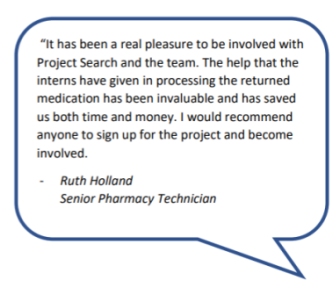 “It has been a real pleasure to be involved with
Project Search and the team. The help that the
interns have given in processing the returned
medication has been invaluable and has saved
us both time and money. I would recommend
anyone to sign up for the project and become
involved.
- Ruth Holland
Senior Pharmacy Technician